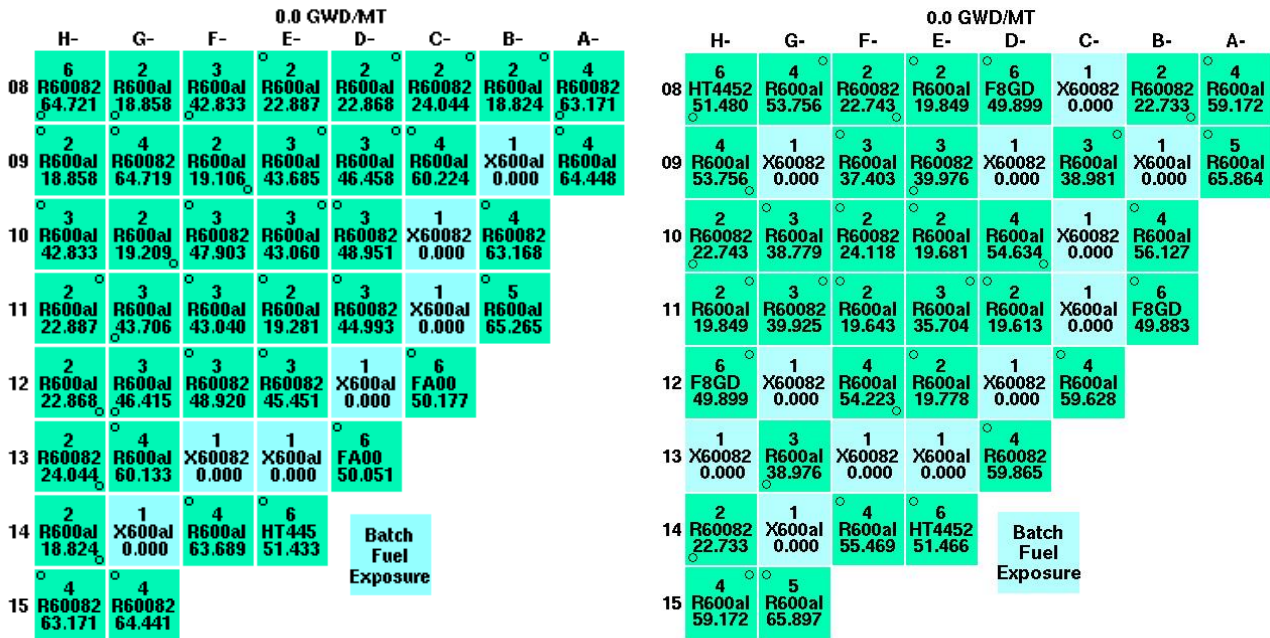 0.0 GWD/MT
H- G- F- E- D- C- B- A-
6 2 3 2 2 2 2 4
08 R60082 R600al R600al R600al R600al R60082 R600al R60082
64.721 18.858 42.833 22.887 22.868 24.044 18.824 63.171
2 4 2 3 3 4 1 4
09 R600al R60082 R600al R600al R600al R60082 X600al R600al
18.858 64.719 19.106 43.685 46.458 60.224 0.000 64.448
3 2 3 3 3 1 4
10 R600al R600al R60082 R600al R60082 X60082 R60082
42.833 19.209 47.903 43.060 48.951 0.000 63.168
2 3 3 2 3 1 5
11 R600al R600al R600al R600al R60082 X600al R600al
22.887 43.706 43.040 19.281 44.993 0.000 65.265
2 3 3 3 1 6
12 R600al R600al R60082 R60082 X600al FA00
22.868 46.415 48.920 45.451 0.000 50.177
2 4 1 1 6
13 R60082 R600al X60082 X600al FA00
24.044 60.133 0.000 0.000 50.051
2 1 4 6
14 R600al X600al R600al HT445
18.824 0.000 63.689 51.433
Batch
Fuel
Exposure
4 4
15 R60082 R60082
63.171 64.441
0.0 GWD/MT
H- G- F- E- D- C- B- A-
6 4 2 2 6 1 2 4
08 HT4452 R600al R60082 R600al F8GD X60082 R60082 R600al
51.480 53.756 22.743 19.849 49.899 0.000 22.733 59.172
4 1 3 3 1 3 1 5
09 R600al X60082 R600al R60082 X60082 R600al X600al R600al
53.756 0.000 37.403 39.976 0.000 38.981 0.000 65.864
2 3 2 2 4 1 4
10 R60082 R600al R60082 R600al R600al X60082 R600al
22.743 38.779 24.118 19.681 54.634 0.000 56.127
2 3 2 3 2 1 6
11 R600al R60082 R600al R600al R600al X600al F8GD
19.849 39.925 19.643 35.704 19.613 0.000 49.883
6 1 4 2 1 4
12 F8GD X60082 R600al R600al X60082 R600al
49.899 0.000 54.223 19.778 0.000 59.628
1 3 1 1 4
13 X60082 R600al X60082 X600al R60082
0.000 38.976 0.000 0.000 59.865
2 1 4 6
14 R60082 X600al R600al HT4452
22.733 0.000 55.469 51.466
Batch
Fuel
Exposure
4 5
15 R600al R600al
59.172 65.897